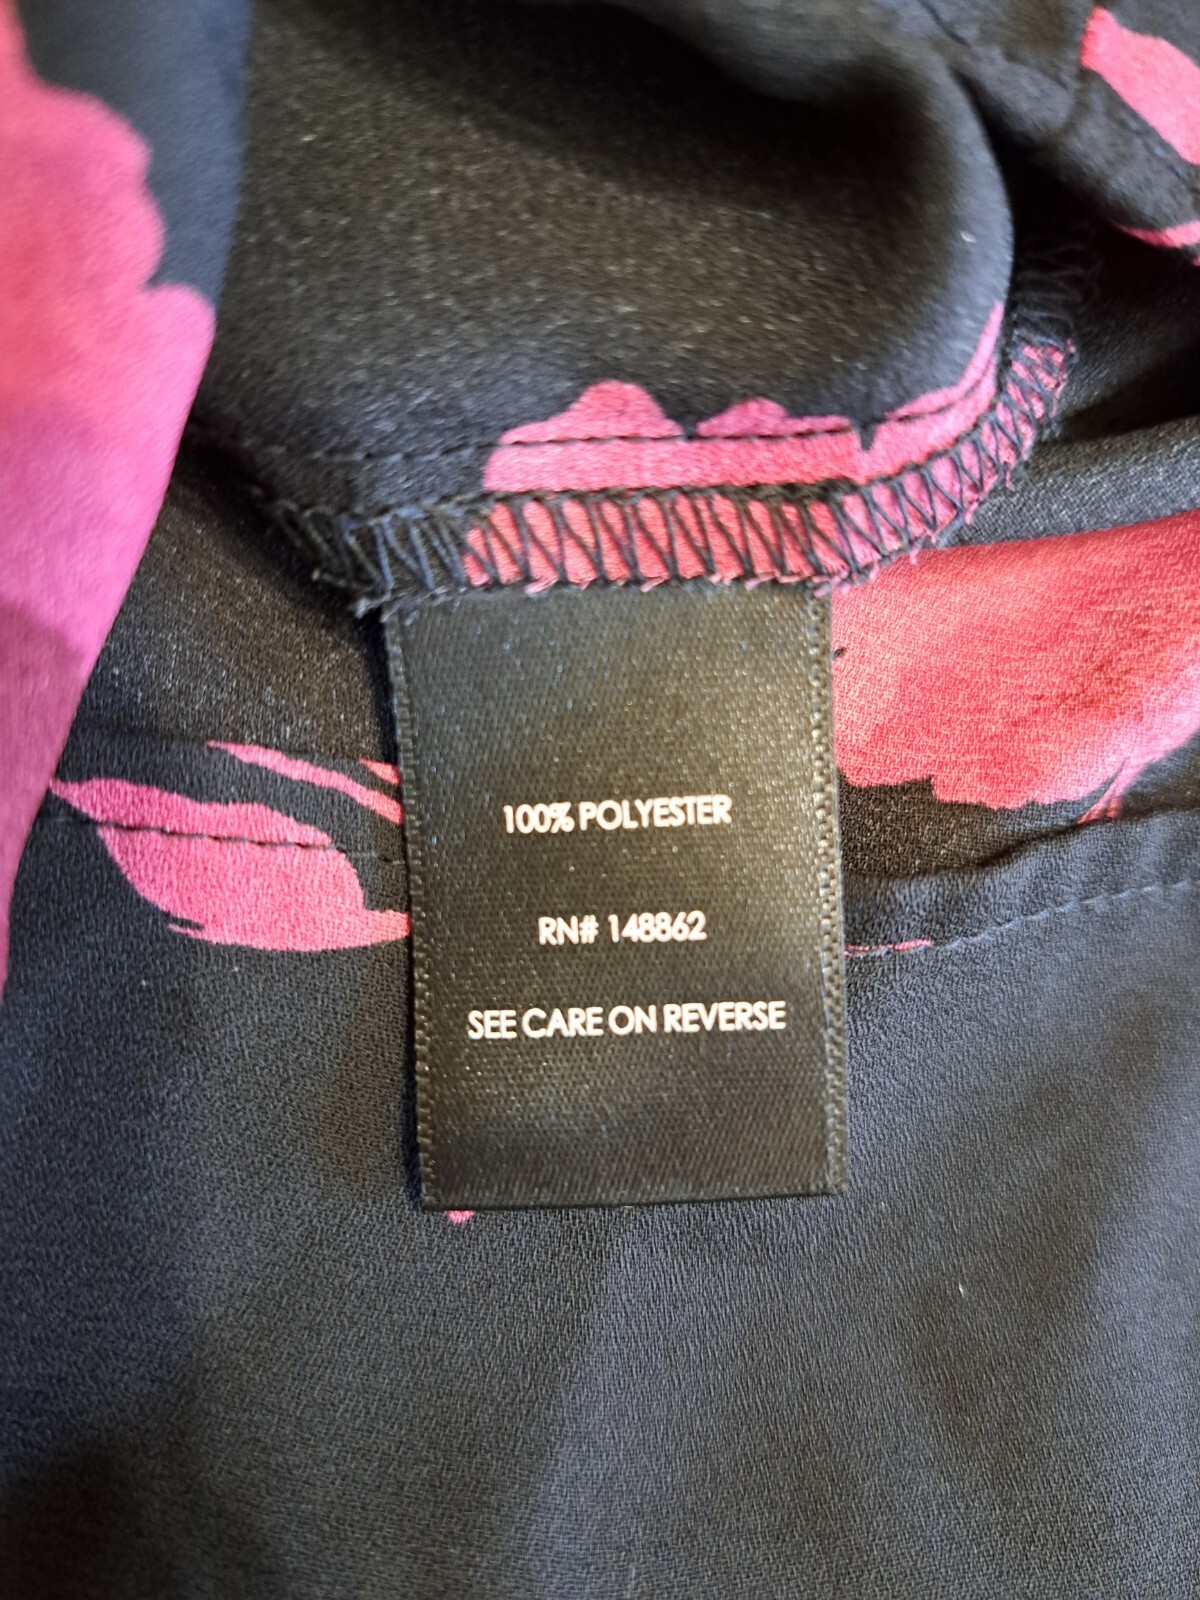 100% POLYESTER
RN# 148862
SEE CARE ON REVERSE